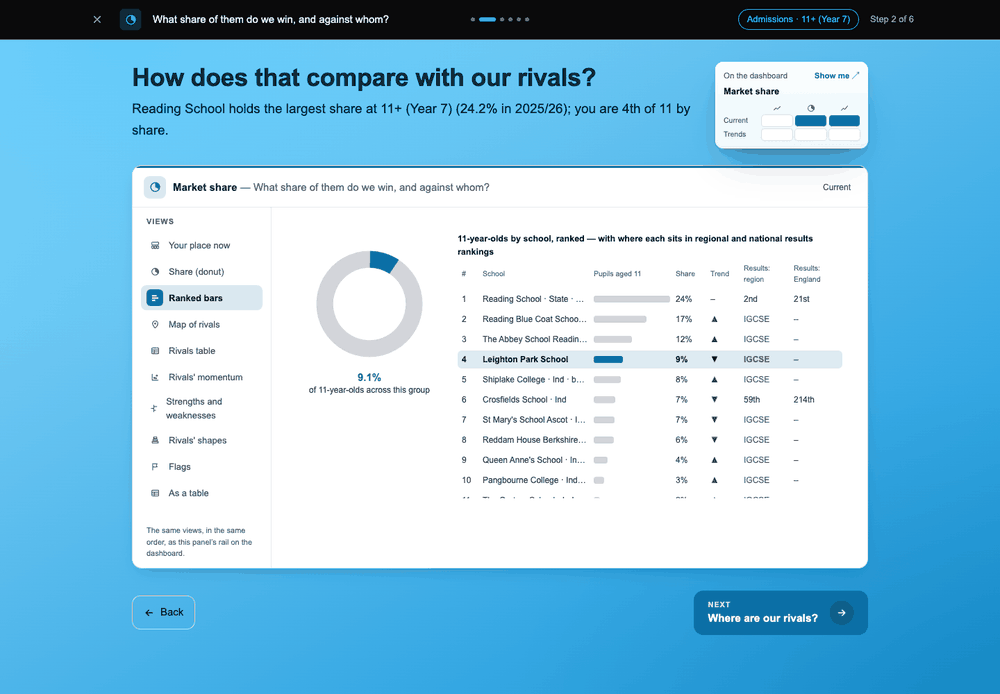 What share of them do we win, and against whom?
Admissions · 11+ (Year 7)
Step 2 of 6
How does that compare with our rivals?
Reading School holds the largest share at 11+ (Year 7) (24.2% in 2025/26); you are 4th of 11 by
share.
On the dashboard
Show me
Market share
Current
Trends
Market share — What share of them do we win, and against whom?
Current
VIEWS
Your place now
Share (donut)
Ranked bars
Map of rivals
Rivals table
Rivals' momentum
Strengths and
weaknesses
Rivals' shapes
Flags
As a table
The same views, in the same
order, as this panel's rail on the
dashboard.
9.1%
of 11-year-olds across this group
11-year-olds by school, ranked — with where each sits in regional and national results
rankings
# School Pupils aged 11 Share Trend Results: region Results: England
1 Reading School · State · ... 24% – 2nd 21st
2 Reading Blue Coat Schoo... 17% ▲ IGCSE –
3 The Abbey School Readin... 12% ▲ IGCSE –
4 Leighton Park School 9% ▼ IGCSE –
5 Shiplake College · Ind · b... 8% ▲ IGCSE –
6 Crosfields School · Ind 7% ▼ 59th 214th
7 St Mary's School Ascot · I... 7% ▼ IGCSE –
8 Reddam House Berkshire... 6% ▼ IGCSE –
9 Queen Anne's School · In... 4% ▲ IGCSE –
10 Pangbourne College · Ind... 3% ▲ IGCSE –
← Back
NEXT
Where are our rivals? →